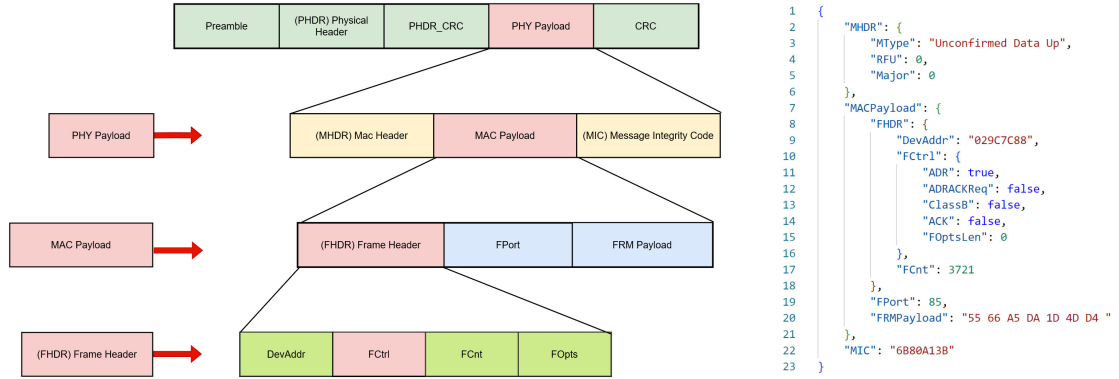 Preamble
(PHDR) Physical
Header
PHDR_CRC
PHY Payload
CRC
PHY Payload
(MHDR) Mac Header
MAC Payload
(MIC) Message Integrity Code
MAC Payload
(FHDR) Frame Header
FPort
FRM Payload
(FHDR) Frame Header
DevAddr
FCtrl
FCnt
FOpts
1 {
2 "MHDR": {
3 "MType": "Unconfirmed Data Up",
4 "RFU": 0,
5 "Major": 0
6 },
7 "MACPayload": {
8 "FHDR": {
9 "DevAddr": "029C7C88",
10 "FCtrl": {
11 "ADR": true,
12 "ADRACKReq": false,
13 "ClassB": false,
14 "ACK": false,
15 "FOptsLen": 0
16 },
17 "FCnt": 3721
18 },
19 "FPort": 85,
20 "FRMPayload": "55 66 A5 DA 1D 4D D4 "
21 },
22 "MIC": "6B80A13B"
23 }